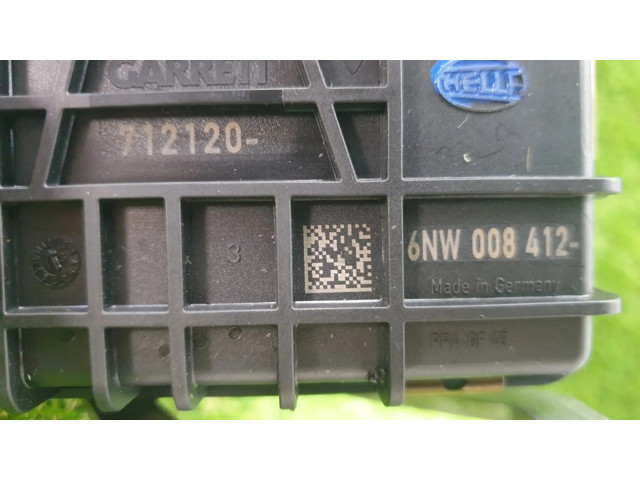 GARRETT
HELLA
712120-
3
6NW 008 412-
Made in Germany